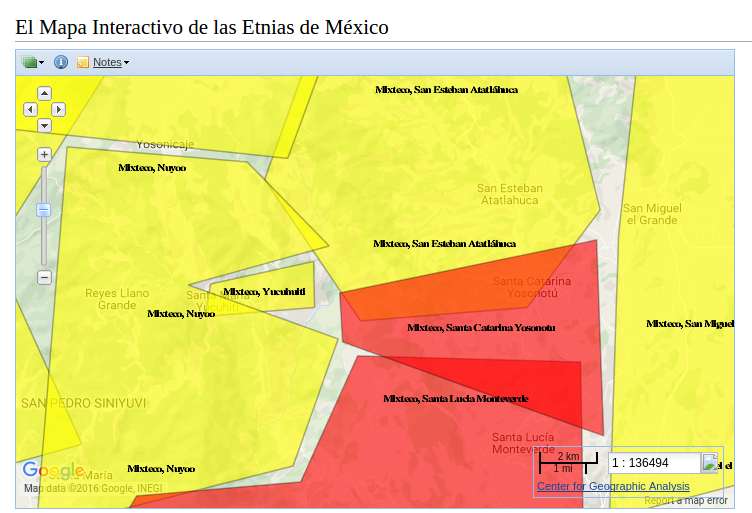 El Mapa Interactivo de las Etnias de México
Notes
Mixteco, San Esteban Atatláhuca
Yosonicaje
Mixteco, Nuyoo
San Esteban
Atatlahuca
San Miguel
el Grande
Mixteco, San Esteban Atatláhuca
Santa Catarina
Yosonotú
Reyes Llano
Grande
Mixteco, Yucuhuiti
Santa María
Yucuhiti
Mixteco, Nuyoo
Mixteco, Santa Catarina Yosonotu
Mixteco, San Miguel
Mixteco, Santa Lucia Monteverde
SAN PEDRO SINIYUVI
Santa Lucía
Monteverde
2 km
1 mi
1 : 136494
Mixteco, Nuyoo
Google
María
Center for Geographic Analysis
Map data ©2016 Google, INEGI
Report a map error